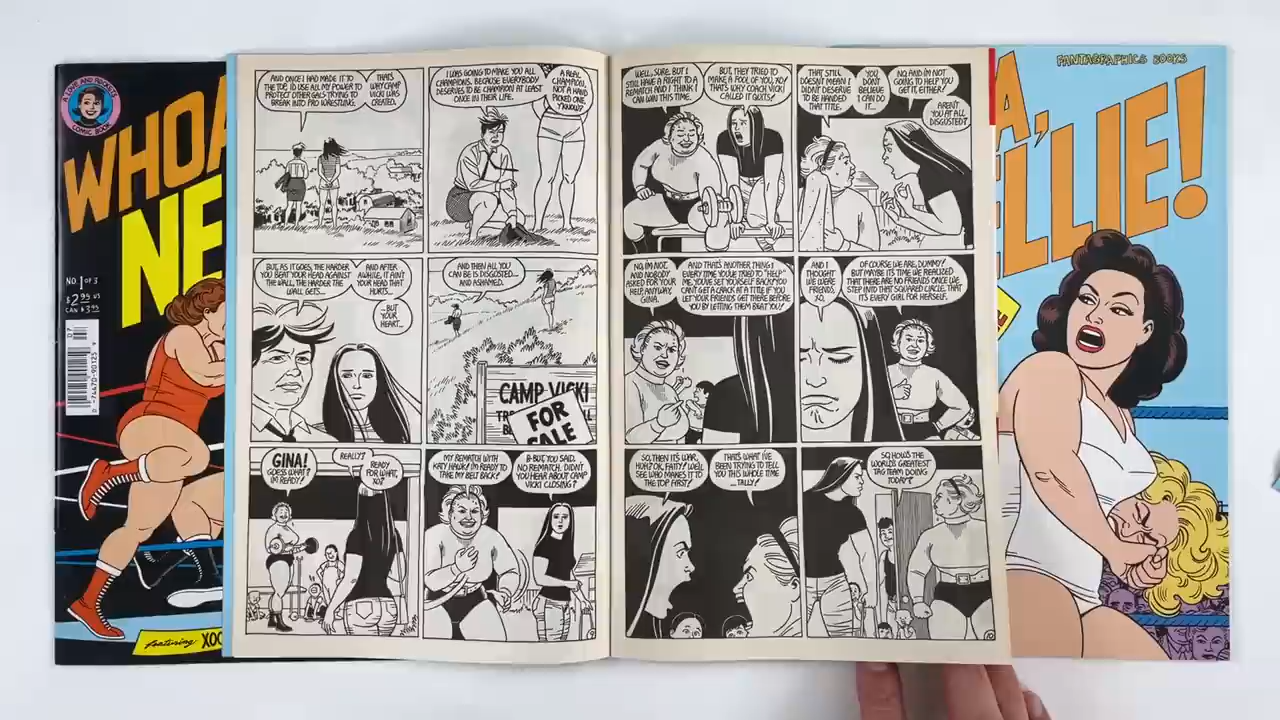 A LOVE AND ROCKETS
COMIC BOOK
WHOA
NE
NO. 1 OF 3
$2.95 US
CAN $3.95
07
0 74470 90125 4
Featuring XOC
AND ONCE I HAD MADE IT TO
THE TOP, I'D USE ALL MY POWER TO
PROTECT OTHER GALS TRYING TO
BREAK INTO PRO WRESTLING.
THAT'S
WHY CAMP
VICKI WAS
CREATED.
I WAS GOING TO MAKE YOU ALL
CHAMPIONS. BECAUSE EVERYBODY
DESERVES TO BE CHAMPION AT LEAST
ONCE IN THEIR LIFE.
A REAL
CHAMPION,
NOT A HAND
PICKED ONE.
BUT, AS IT GOES, THE HARDER
YOU BEAT YOUR HEAD AGAINST
THE WALL, THE HARDER THE
WALL GETS...
AND AFTER
AWHILE, IT AIN'T
YOUR HEAD THAT
HURTS...
...BUT
YOUR
HEART...
AND THEN ALL YOU
CAN BE IS DISGUSTED...
AND ASHAMED.
CAMP VICKI
FOR
SALE
GINA!
GUESS WHAT?
I'M READY!
REALLY?
READY
FOR WHAT,
XO?
MY REMATCH WITH
KATY HAWK! I'M READY TO
TAKE MY BELT BACK!
B-BUT YOU SAID,
NO REMATCH. DIDN'T
YOU HEAR ABOUT CAMP
VICKI CLOSING?
WELL, SURE. BUT I
STILL HAVE A RIGHT TO A
REMATCH AND I THINK I
CAN WIN THIS TIME.
BUT, THEY TRIED TO
MAKE A FOOL OF YOU, XO!
THAT'S WHY COACH VICKI
CALLED IT QUITS!
THAT STILL
DOESN'T MEAN I
DIDN'T DESERVE
TO BE HANDED
THAT TITLE.
YOU
DON'T
BELIEVE
I CAN DO
IT...
NO, AND I'M NOT
GOING TO HELP YOU
GET IT, EITHER!
AREN'T
YOU AT ALL
DISGUSTED?
NO, I'M NOT.
AND NOBODY
ASKED FOR YOUR
HELP ANYWAY,
GINA.
AND THAT'S ANOTHER THING!
EVERY TIME YOU'VE TRIED TO "HELP"
ME, YOU'VE SET YOURSELF BACK! YOU
CAN'T GET A CRACK AT A TITLE IF YOU
LET YOUR FRIENDS GET THERE BEFORE
YOU BY LETTING THEM BEAT YOU!
AND I
THOUGHT
WE WERE
FRIENDS,
XO.
OF COURSE WE ARE, DUMMY!
BUT MAYBE IT'S TIME WE REALIZED
THAT THERE ARE NO FRIENDS ONCE WE
STEP INTO THAT SQUARED CIRCLE. THAT
IT'S EVERY GIRL FOR HERSELF.
SO, THEN IT'S WAR,
HUH? OK, FATTY! WE'LL
SEE WHO MAKES IT TO
THE TOP FIRST!
THAT'S WHAT I'VE
BEEN TRYING TO TELL
YOU THIS WHOLE TIME
...TALLY!
SO, HOW'S THE
WORLD'S GREATEST
TAG TEAM DOING
TODAY?
10
FANTAGRAPHICS BOOKS
A,
ELLIE!